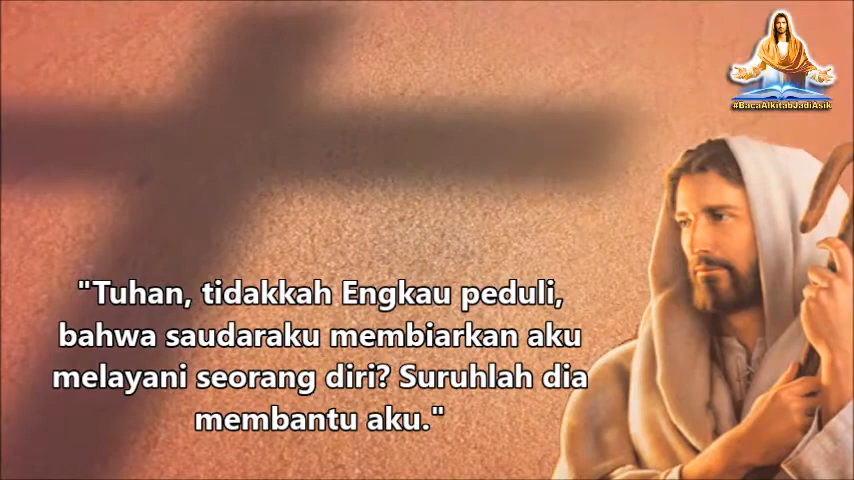 #BacaAlkitabJadiAsik
"Tuhan, tidakkah Engkau peduli,
bahwa saudaraku membiarkan aku
melayani seorang diri? Suruhlah dia
membantu aku."